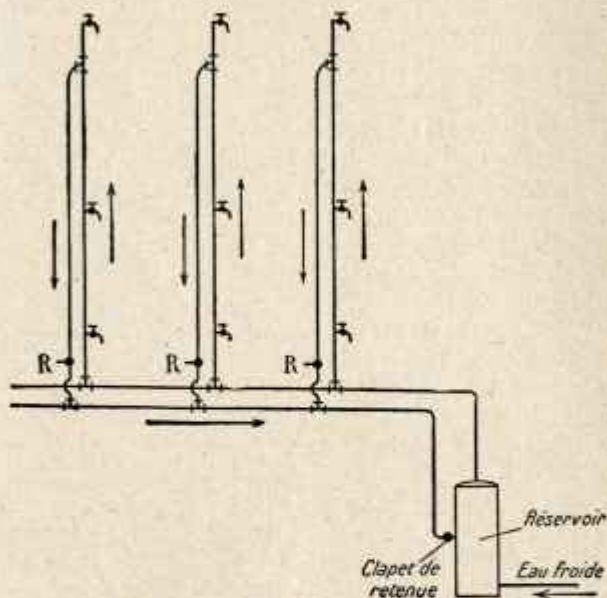 R
R
R
Réservoir
Clapet de
retenue
Eau froide